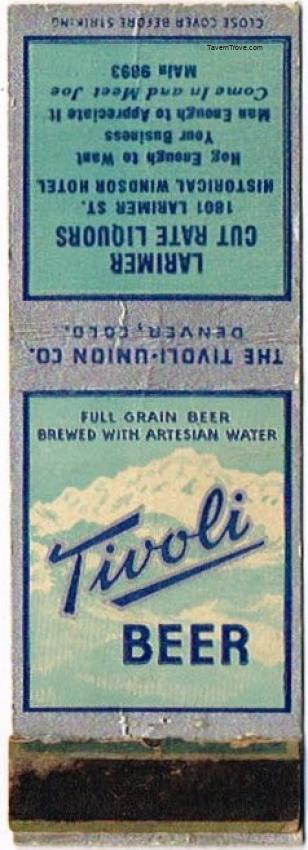 TavernTrove.com
CLOSE COVER BEFORE STRIKING
LARIMER
CUT RATE LIQUORS
1801 LARIMER ST.
HISTORICAL WINDSOR HOTEL
Hog Enough to Want
Your Business
Man Enough to Appreciate It
Come In and Meet Joe
MAin 9893
THE TIVOLI-UNION CO.
DENVER, COLO.
FULL GRAIN BEER
BREWED WITH ARTESIAN WATER
Tivoli
BEER